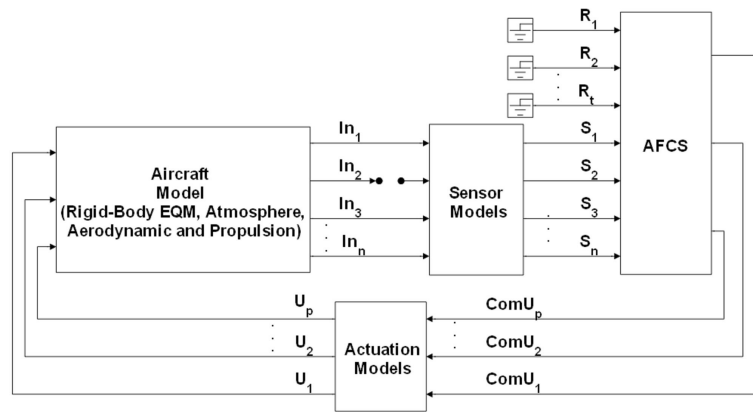 R1
R2
Rt
In1
In2
In3
Inn
S1
S2
S3
Sn
Aircraft
Model
(Rigid-Body EQM, Atmosphere,
Aerodynamic and Propulsion)
Sensor
Models
AFCS
Up
U2
U1
Actuation
Models
ComUp
ComU2
ComU1